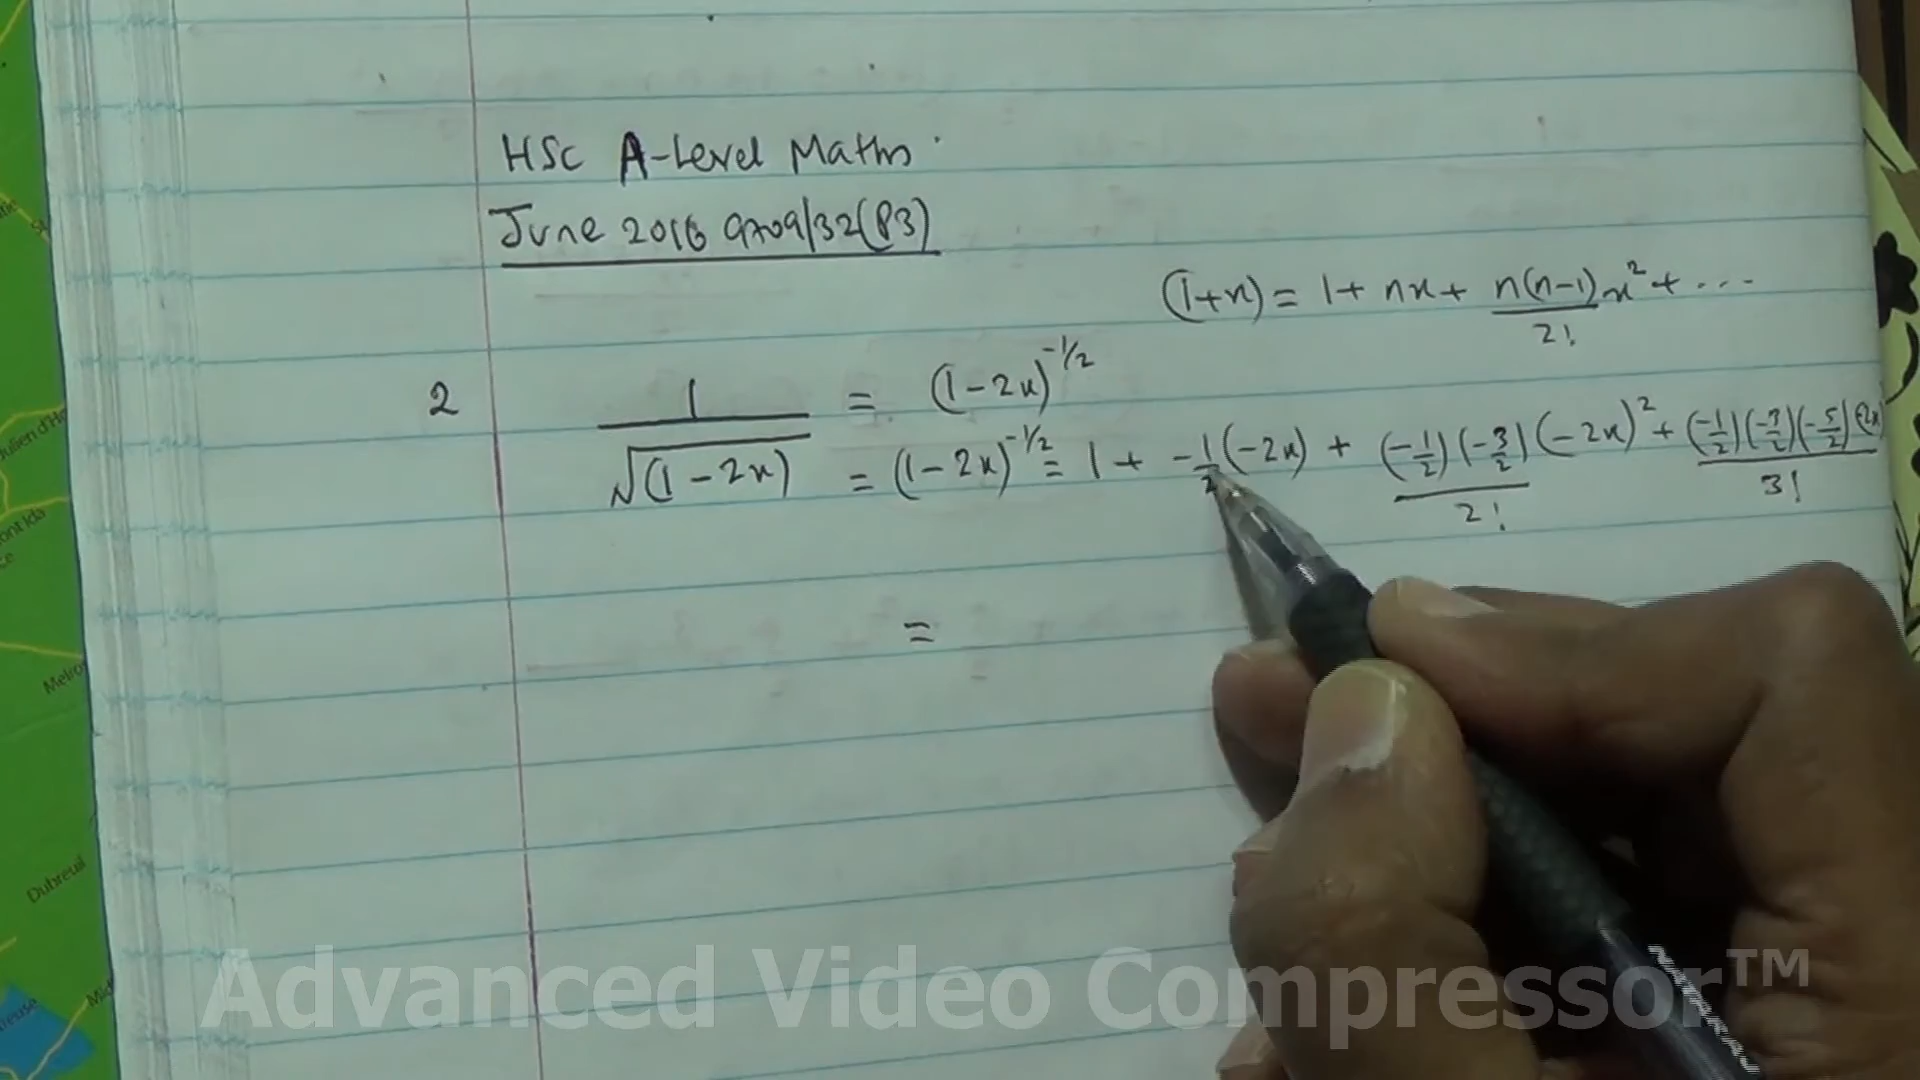 HSC A-Level Maths.
June 2016 9709/32(P3)
(1+x) = 1 + nx + n(n-1)/2! x² + ...
2 1/√(1-2x) = (1-2x)^-1/2
= (1-2x)^-1/2 = 1 + -1/2(-2x) + (-1/2)(-3/2)/2! (-2x)² + (-1/2)(-3/2)(-5/2)(-2x)/3!
=
Melros
Dubreuil
Advanced Video Compressor™